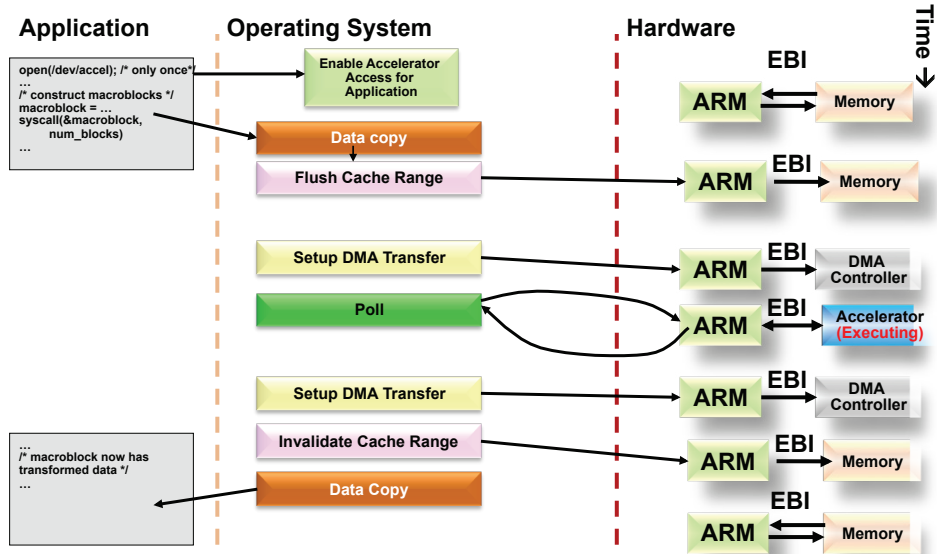 Application
Operating System
Hardware
Time
open(/dev/accel); /* only once*/
…
/* construct macroblocks */
macroblock = …
syscall(&macroblock,
num_blocks)
…
Enable Accelerator
Access for
Application
EBI
ARM
Memory
Data copy
Flush Cache Range
EBI
ARM
Memory
Setup DMA Transfer
EBI
ARM
DMA
Controller
Poll
EBI
ARM
Accelerator
(Executing)
Setup DMA Transfer
EBI
ARM
DMA
Controller
…
/* macroblock now has
transformed data */
…
Invalidate Cache Range
EBI
ARM
Memory
Data Copy
EBI
ARM
Memory